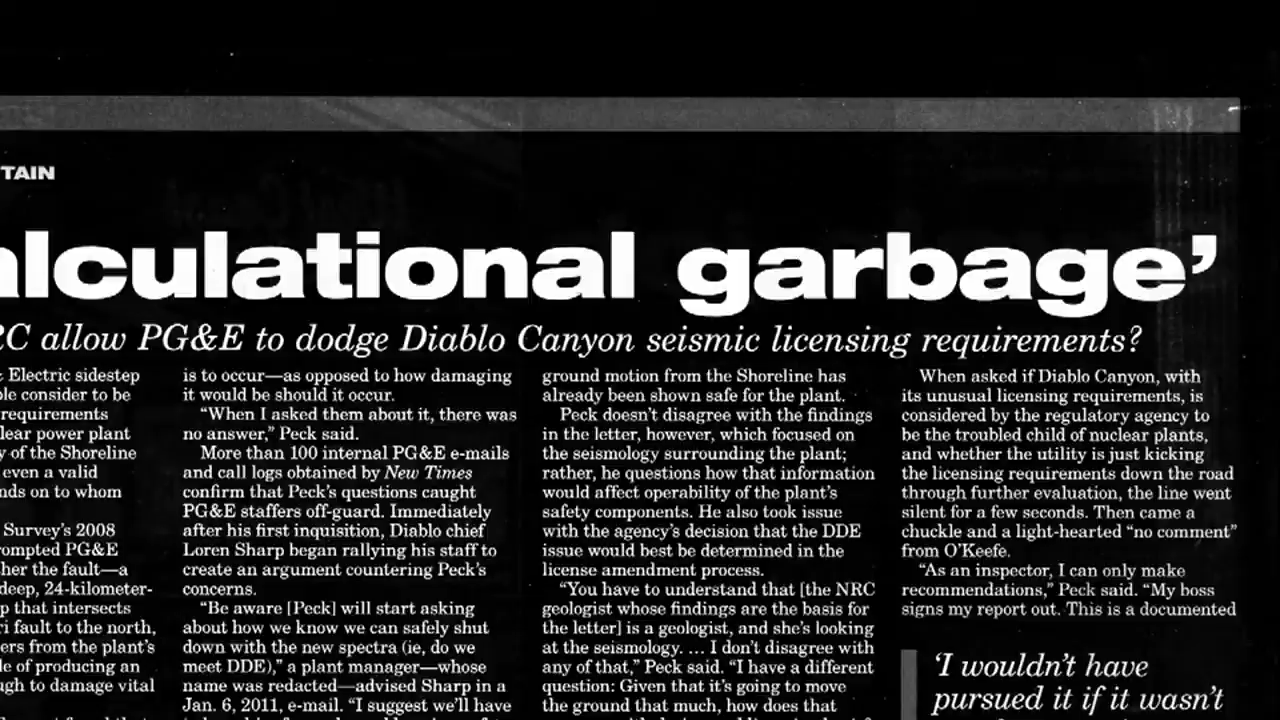 TAIN
lculational garbage’
RC allow PG&E to dodge Diablo Canyon seismic licensing requirements?
Electric sidestep
le consider to be
requirements
lear power plant
y of the Shoreline
even a valid
nds on to whom
Survey’s 2008
rompted PG&E
her the fault—a
deep, 24-kilometer-
p that intersects
ri fault to the north,
ers from the plant’s
le of producing an
ugh to damage vital
is to occur—as opposed to how damaging
it would be should it occur.
“When I asked them about it, there was
no answer,” Peck said.
More than 100 internal PG&E e-mails
and call logs obtained by New Times
confirm that Peck’s questions caught
PG&E staffers off-guard. Immediately
after his first inquisition, Diablo chief
Loren Sharp began rallying his staff to
create an argument countering Peck’s
concerns.
“Be aware [Peck] will start asking
about how we know we can safely shut
down with the new spectra (ie, do we
meet DDE),” a plant manager—whose
name was redacted—advised Sharp in a
Jan. 6, 2011, e-mail. “I suggest we’ll have
ground motion from the Shoreline has
already been shown safe for the plant.
Peck doesn’t disagree with the findings
in the letter, however, which focused on
the seismology surrounding the plant;
rather, he questions how that information
would affect operability of the plant’s
safety components. He also took issue
with the agency’s decision that the DDE
issue would best be determined in the
license amendment process.
“You have to understand that [the NRC
geologist whose findings are the basis for
the letter] is a geologist, and she’s looking
at the seismology. … I don’t disagree with
any of that,” Peck said. “I have a different
question: Given that it’s going to move
the ground that much, how does that
When asked if Diablo Canyon, with
its unusual licensing requirements, is
considered by the regulatory agency to
be the troubled child of nuclear plants,
and whether the utility is just kicking
the licensing requirements down the road
through further evaluation, the line went
silent for a few seconds. Then came a
chuckle and a light-hearted “no comment”
from O’Keefe.
“As an inspector, I can only make
recommendations,” Peck said. “My boss
signs my report out. This is a documented
‘I wouldn’t have
pursued it if it wasn’t